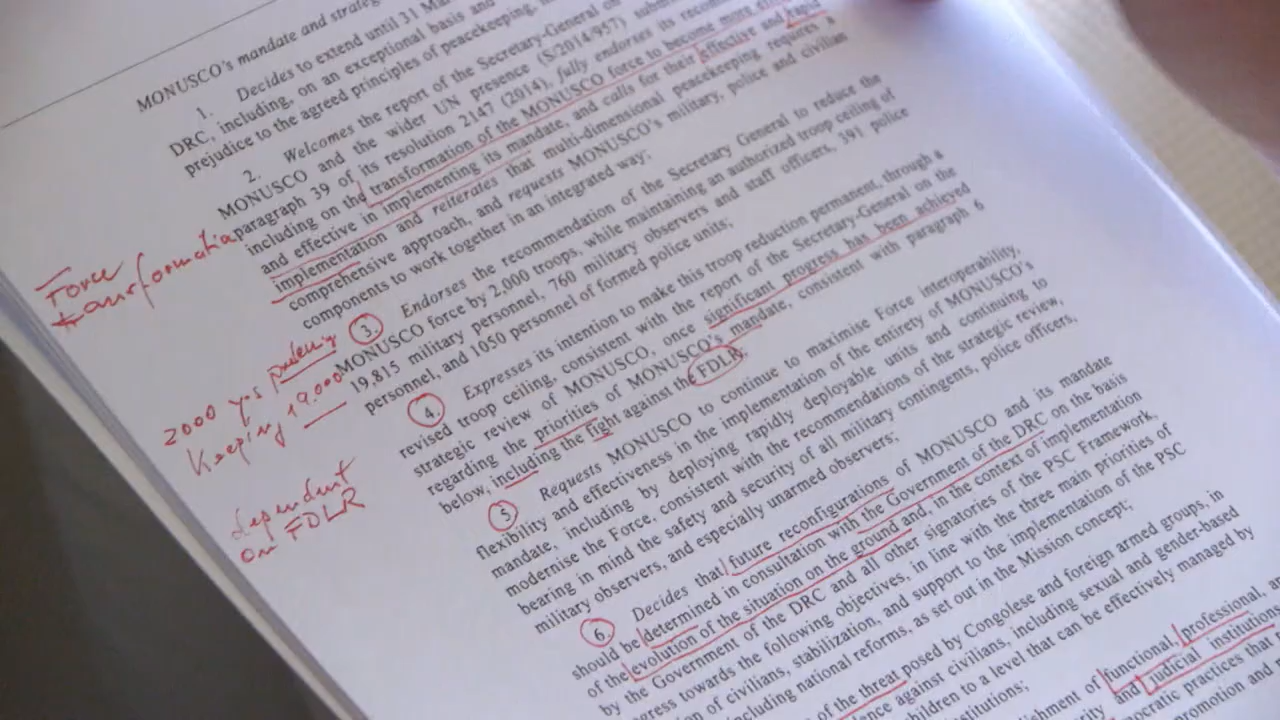 MONUSCO's mandate and
1. Decides to extend until 31
DRC, including, on an exceptional basis and
prejudice to the agreed principles of peacekeeping,
2. Welcomes the report of the Secretary-General on
MONUSCO and the wider UN presence (S/2014/957)
paragraph 39 of its resolution 2147 (2014), fully endorses its
including on the transformation of the MONUSCO force to become more
and effective in implementing its mandate, and calls for their effective and rapid
implementation and reiterates that multi-dimensional peacekeeping requires a
comprehensive approach, and requests MONUSCO's military, police and civilian
components to work together in an integrated way;
Force
3. Endorses the recommendation of the Secretary General to reduce the
MONUSCO force by 2,000 troops, while maintaining an authorized troop ceiling of
19,815 military personnel, 760 military observers and staff officers, 391 police
personnel, and 1050 personnel of formed police units;
2000
Keeping 19.000
4. Expresses its intention to make this troop reduction permanent, through a
revised troop ceiling, consistent with the report of the Secretary-General on the
strategic review of MONUSCO, once significant progress has been achieved
regarding the priorities of MONUSCO's mandate, consistent with paragraph 6
below, including the fight against the FDLR;
dependent
on FDLR
5 Requests MONUSCO to continue to maximise Force interoperability,
flexibility and effectiveness in the implementation of the entirety of MONUSCO's
mandate, including by deploying rapidly deployable units and continuing to
modernise the Force, consistent with the recommendations of the strategic review,
bearing in mind the safety and security of all military contingents, police officers,
military observers, and especially unarmed observers;
6 Decides that future reconfigurations of MONUSCO and its mandate
should be determined in consultation with the Government of the DRC on the basis
of the evolution of the situation on the ground and, in the context of implementation
by the Government of the DRC and all other signatories of the PSC Framework,
towards the following objectives, in line with the three main priorities of
of civilians, stabilization, and support to the implementation of the PSC
including national reforms, as set out in the Mission concept;
of the threat posed by Congolese and foreign armed groups, in
against civilians, including sexual and gender-based
to a level that can be effectively managed by
of functional, professional,
and judicial
practices that
promotion and